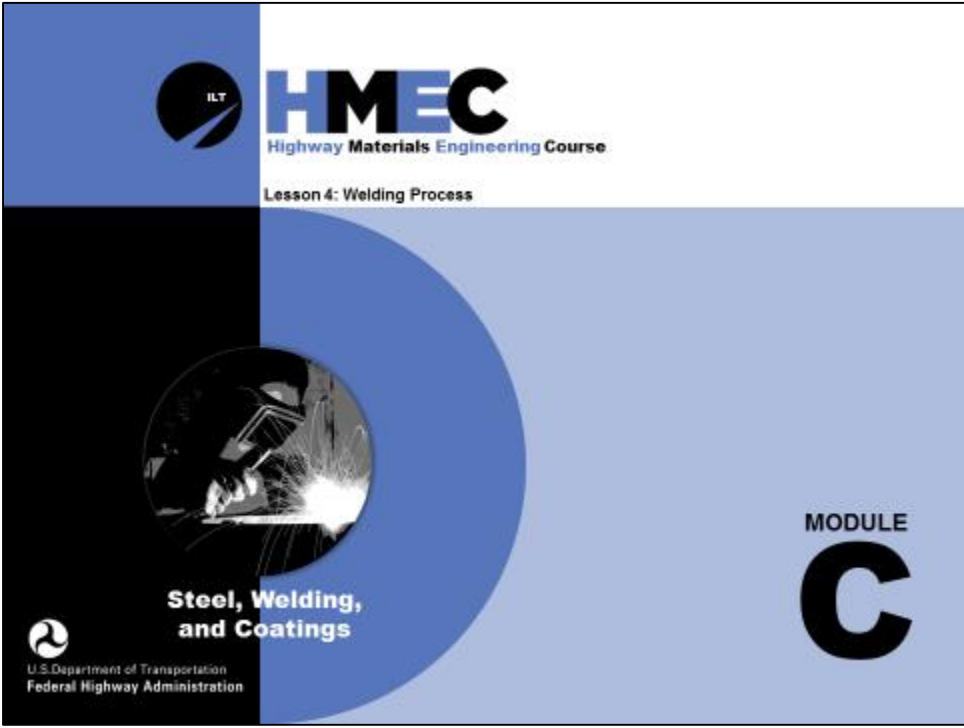 ILT
HMEC
Highway Materials Engineering Course
Lesson 4: Welding Process
MODULE
C
Steel, Welding,
and Coatings
U.S.Department of Transportation
Federal Highway Administration